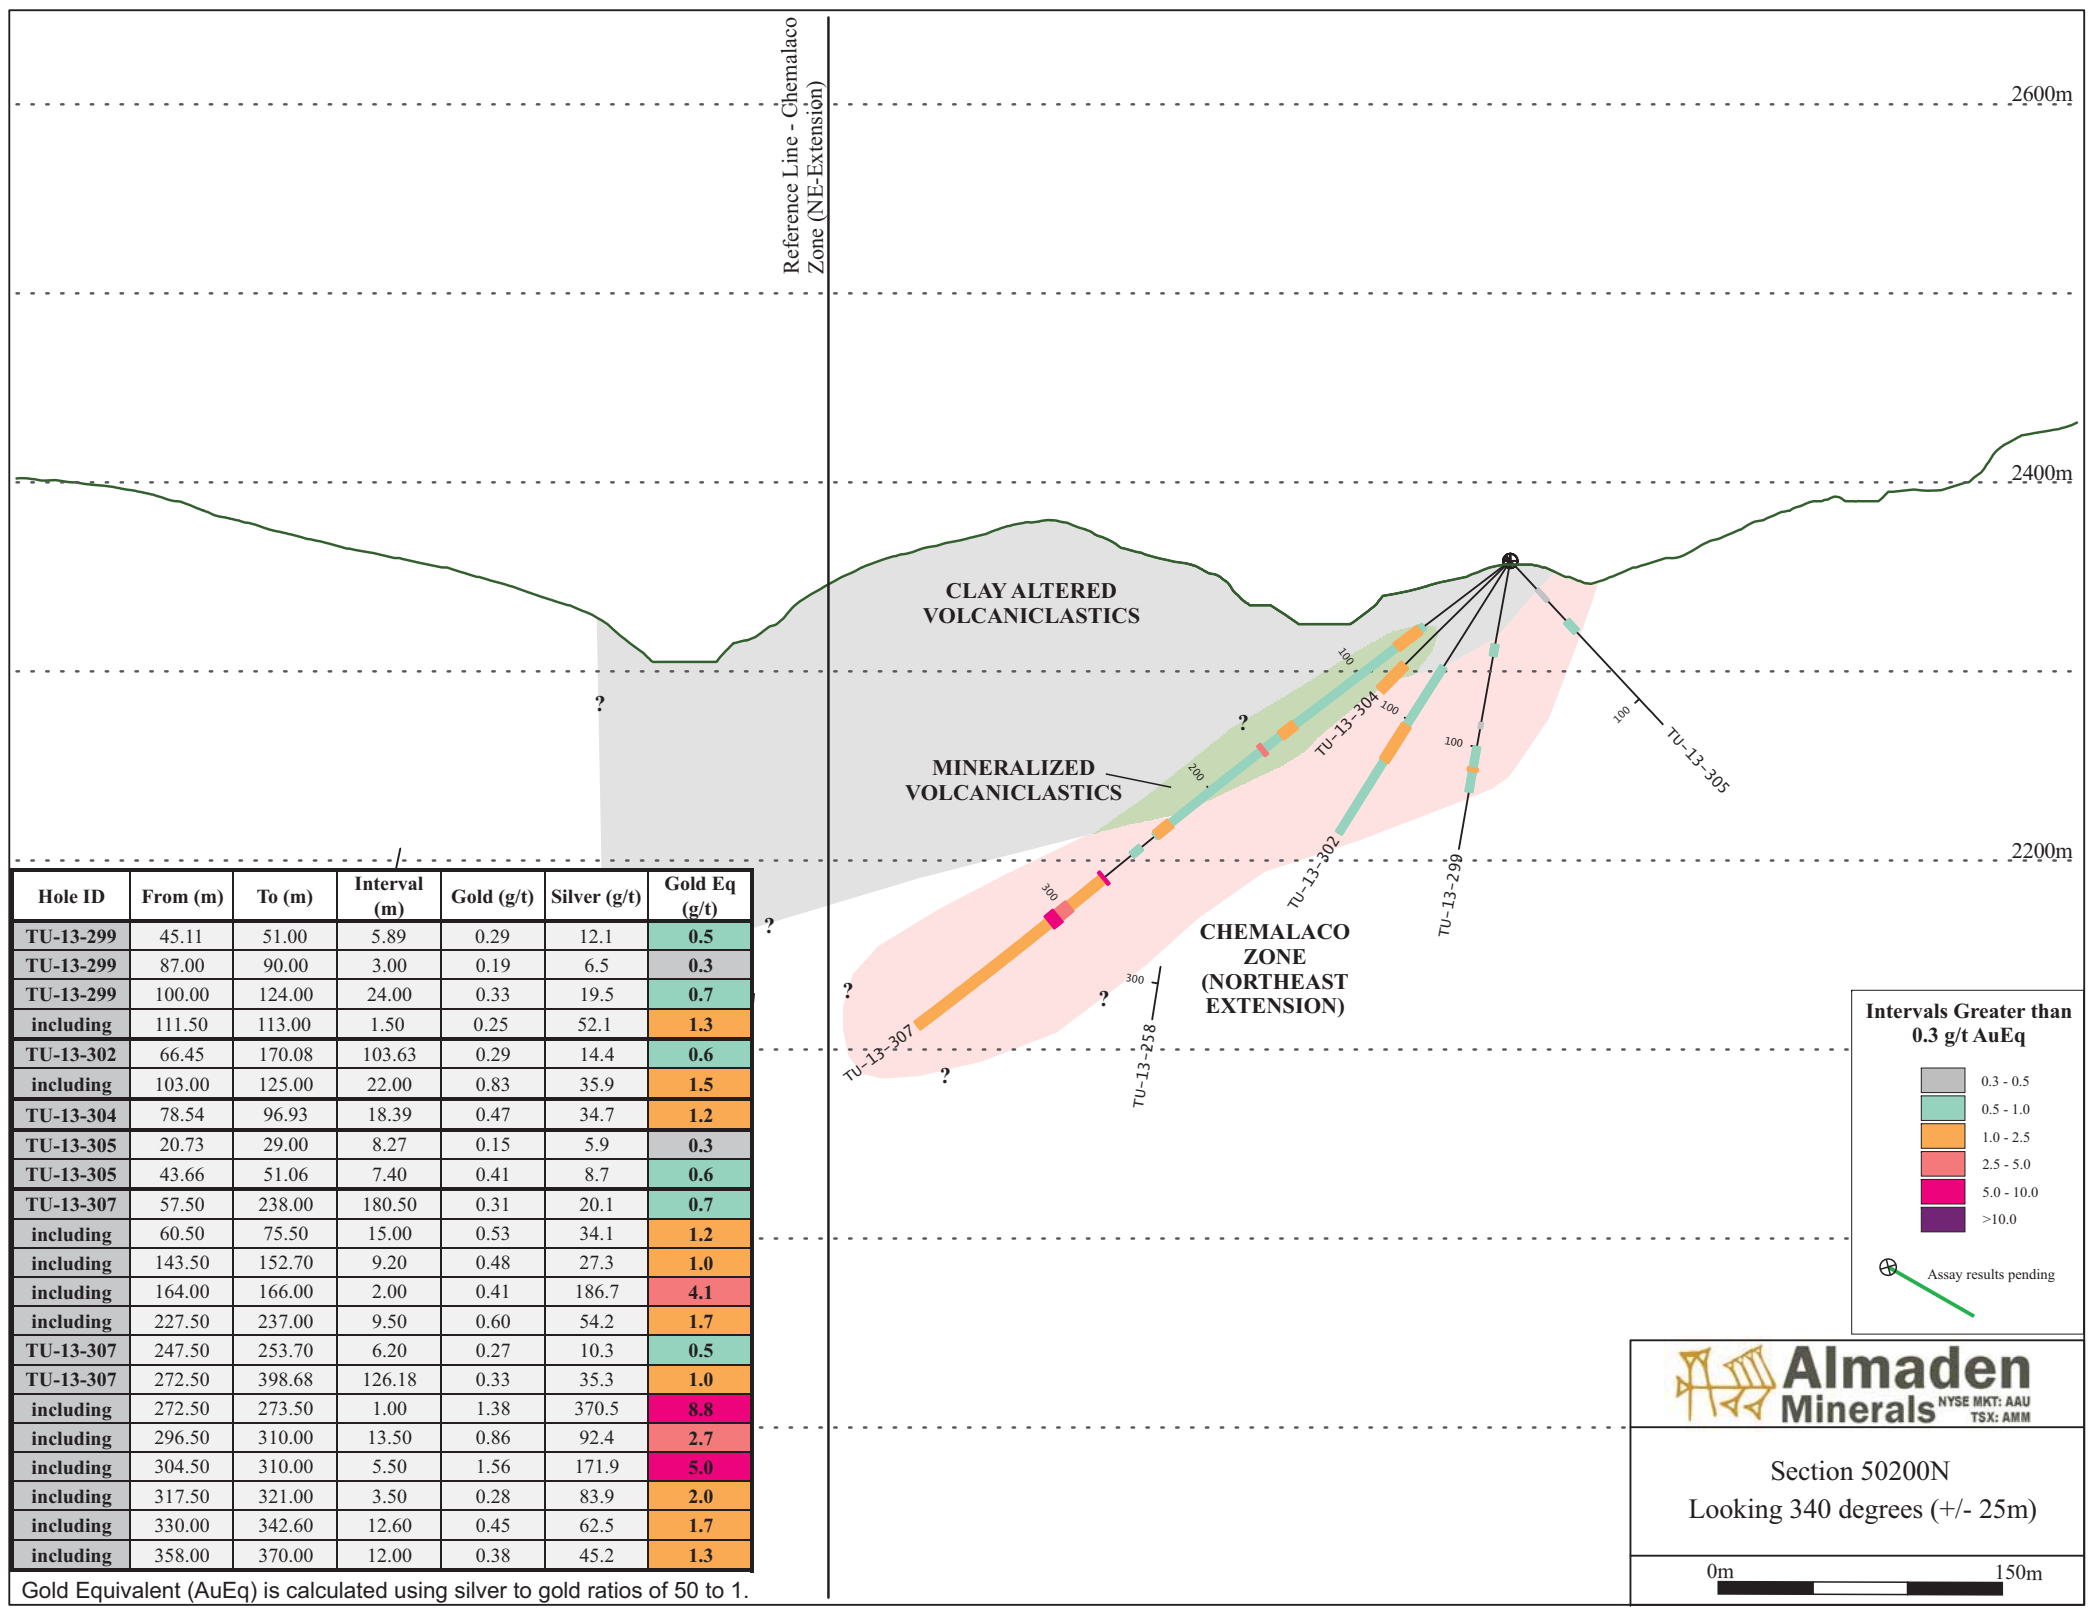 Reference Line - Chemalaco
Zone (NE-Extension)
2600m
2400m
2200m
CLAY ALTERED
VOLCANICLASTICS
?
?
MINERALIZED
VOLCANICLASTICS
100
200
300
TU-13-304
100
100
100
TU-13-305
TU-13-302
TU-13-299
CHEMALACO
ZONE
(NORTHEAST
EXTENSION)
?
?
?
?
300
TU-13-258
TU-13-307
Hole ID From (m) To (m) Interval (m) Gold (g/t) Silver (g/t) Gold Eq (g/t)
TU-13-299 45.11 51.00 5.89 0.29 12.1 0.5
TU-13-299 87.00 90.00 3.00 0.19 6.5 0.3
TU-13-299 100.00 124.00 24.00 0.33 19.5 0.7
including 111.50 113.00 1.50 0.25 52.1 1.3
TU-13-302 66.45 170.08 103.63 0.29 14.4 0.6
including 103.00 125.00 22.00 0.83 35.9 1.5
TU-13-304 78.54 96.93 18.39 0.47 34.7 1.2
TU-13-305 20.73 29.00 8.27 0.15 5.9 0.3
TU-13-305 43.66 51.06 7.40 0.41 8.7 0.6
TU-13-307 57.50 238.00 180.50 0.31 20.1 0.7
including 60.50 75.50 15.00 0.53 34.1 1.2
including 143.50 152.70 9.20 0.48 27.3 1.0
including 164.00 166.00 2.00 0.41 186.7 4.1
including 227.50 237.00 9.50 0.60 54.2 1.7
TU-13-307 247.50 253.70 6.20 0.27 10.3 0.5
TU-13-307 272.50 398.68 126.18 0.33 35.3 1.0
including 272.50 273.50 1.00 1.38 370.5 8.8
including 296.50 310.00 13.50 0.86 92.4 2.7
including 304.50 310.00 5.50 1.56 171.9 5.0
including 317.50 321.00 3.50 0.28 83.9 2.0
including 330.00 342.60 12.60 0.45 62.5 1.7
including 358.00 370.00 12.00 0.38 45.2 1.3
Gold Equivalent (AuEq) is calculated using silver to gold ratios of 50 to 1.
Intervals Greater than
0.3 g/t AuEq
0.3 - 0.5
0.5 - 1.0
1.0 - 2.5
2.5 - 5.0
5.0 - 10.0
>10.0
Assay results pending
Almaden
Minerals NYSE MKT: AAU
TSX: AMM
Section 50200N
Looking 340 degrees (+/- 25m)
0m 150m